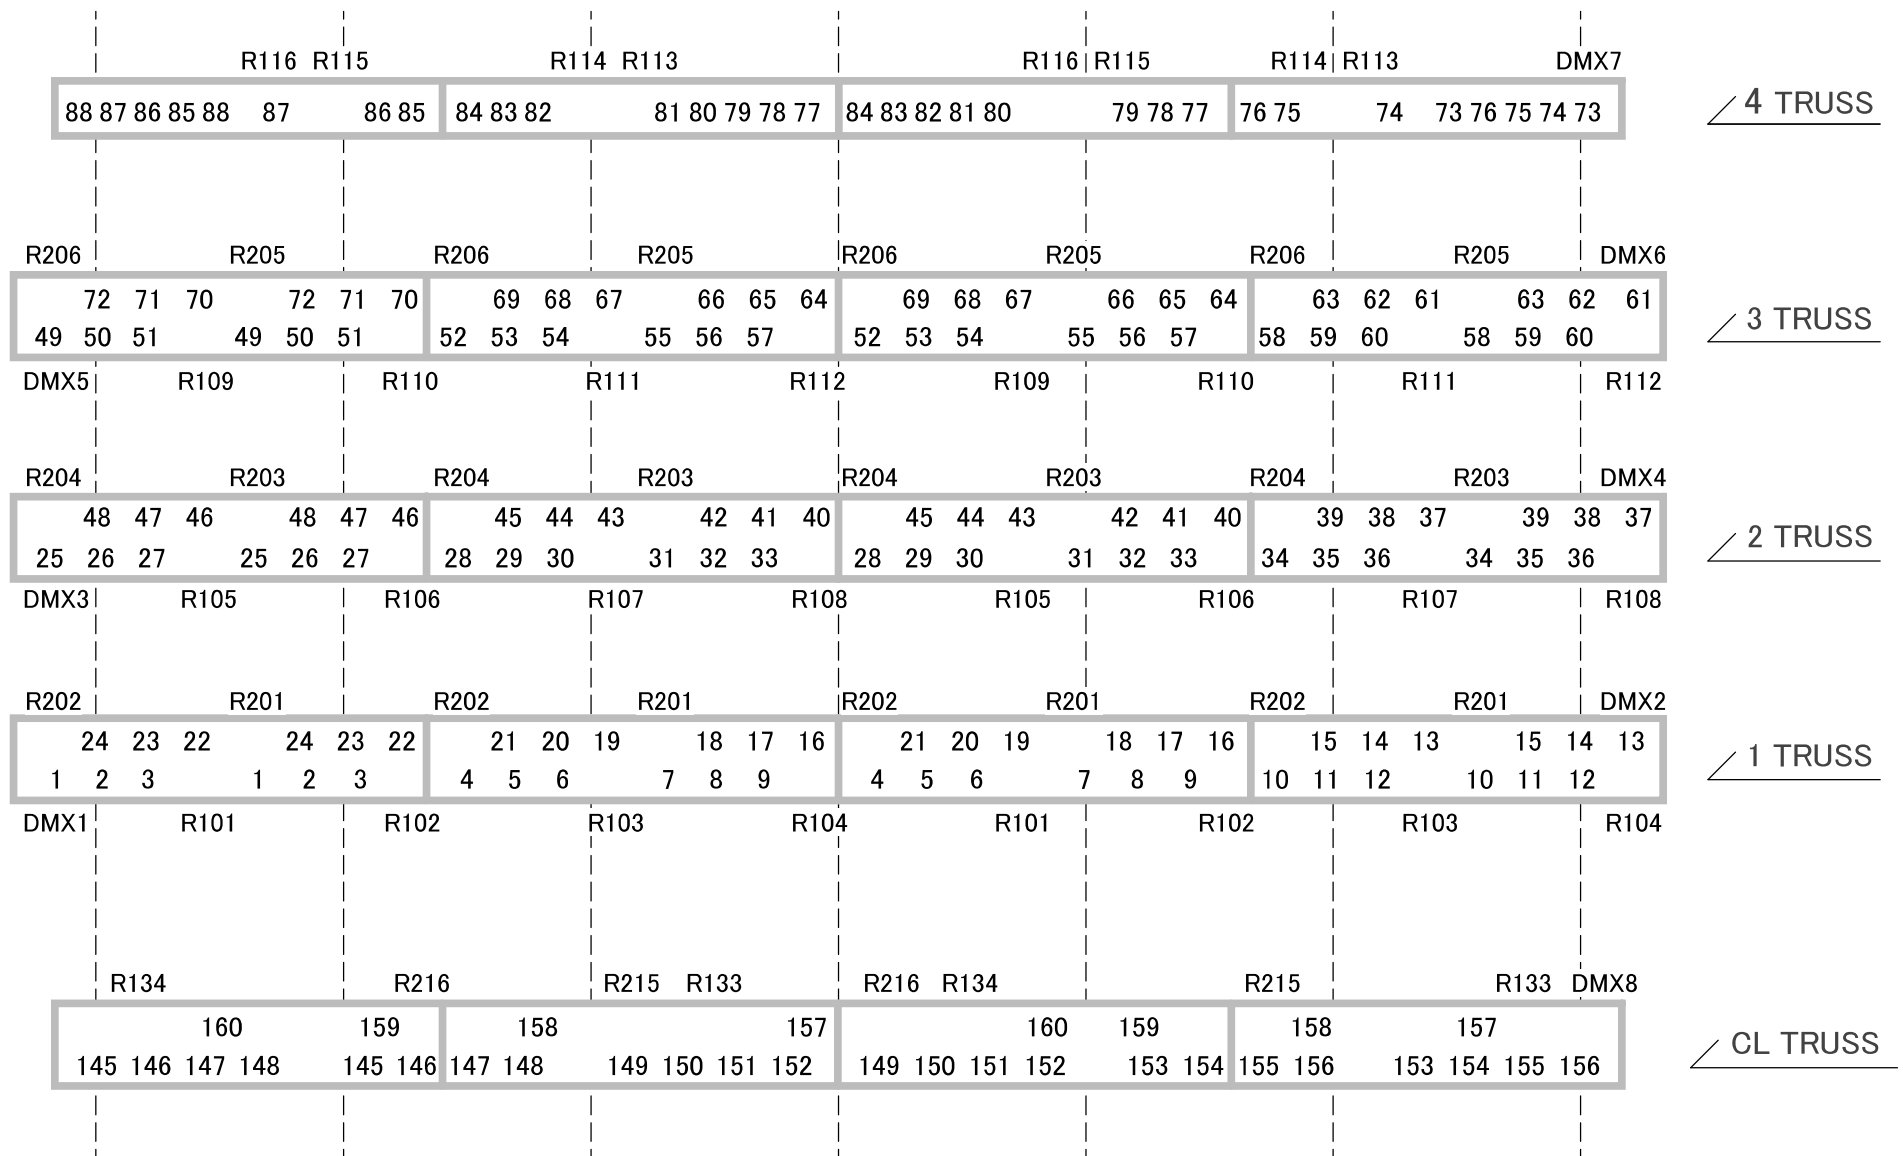 R116 R115 R114 R113 R116 R115 R114 R113 DMX7
88 87 86 85 88 87 86 85 84 83 82 81 80 79 78 77 84 83 82 81 80 79 78 77 76 75 74 73 76 75 74 73
4 TRUSS
R206 R205 R206 R205 R206 R205 R206 R205 DMX6
72 71 70 72 71 70 69 68 67 66 65 64 69 68 67 66 65 64 63 62 61 63 62 61
49 50 51 49 50 51 52 53 54 55 56 57 52 53 54 55 56 57 58 59 60 58 59 60
3 TRUSS
DMX5 R109 R110 R111 R112 R109 R110 R111 R112
R204 R203 R204 R203 R204 R203 R204 R203 DMX4
48 47 46 48 47 46 45 44 43 42 41 40 45 44 43 42 41 40 39 38 37 39 38 37
25 26 27 25 26 27 28 29 30 31 32 33 28 29 30 31 32 33 34 35 36 34 35 36
2 TRUSS
DMX3 R105 R106 R107 R108 R105 R106 R107 R108
R202 R201 R202 R201 R202 R201 R202 R201 DMX2
24 23 22 24 23 22 21 20 19 18 17 16 21 20 19 18 17 16 15 14 13 15 14 13
1 2 3 1 2 3 4 5 6 7 8 9 4 5 6 7 8 9 10 11 12 10 11 12
1 TRUSS
DMX1 R101 R102 R103 R104 R101 R102 R103 R104
R134 R216 R215 R133 R216 R134 R215 R133 DMX8
160 159 158 157 160 159 158 157
145 146 147 148 145 146 147 148 149 150 151 152 149 150 151 152 153 154 155 156 153 154 155 156
CL TRUSS